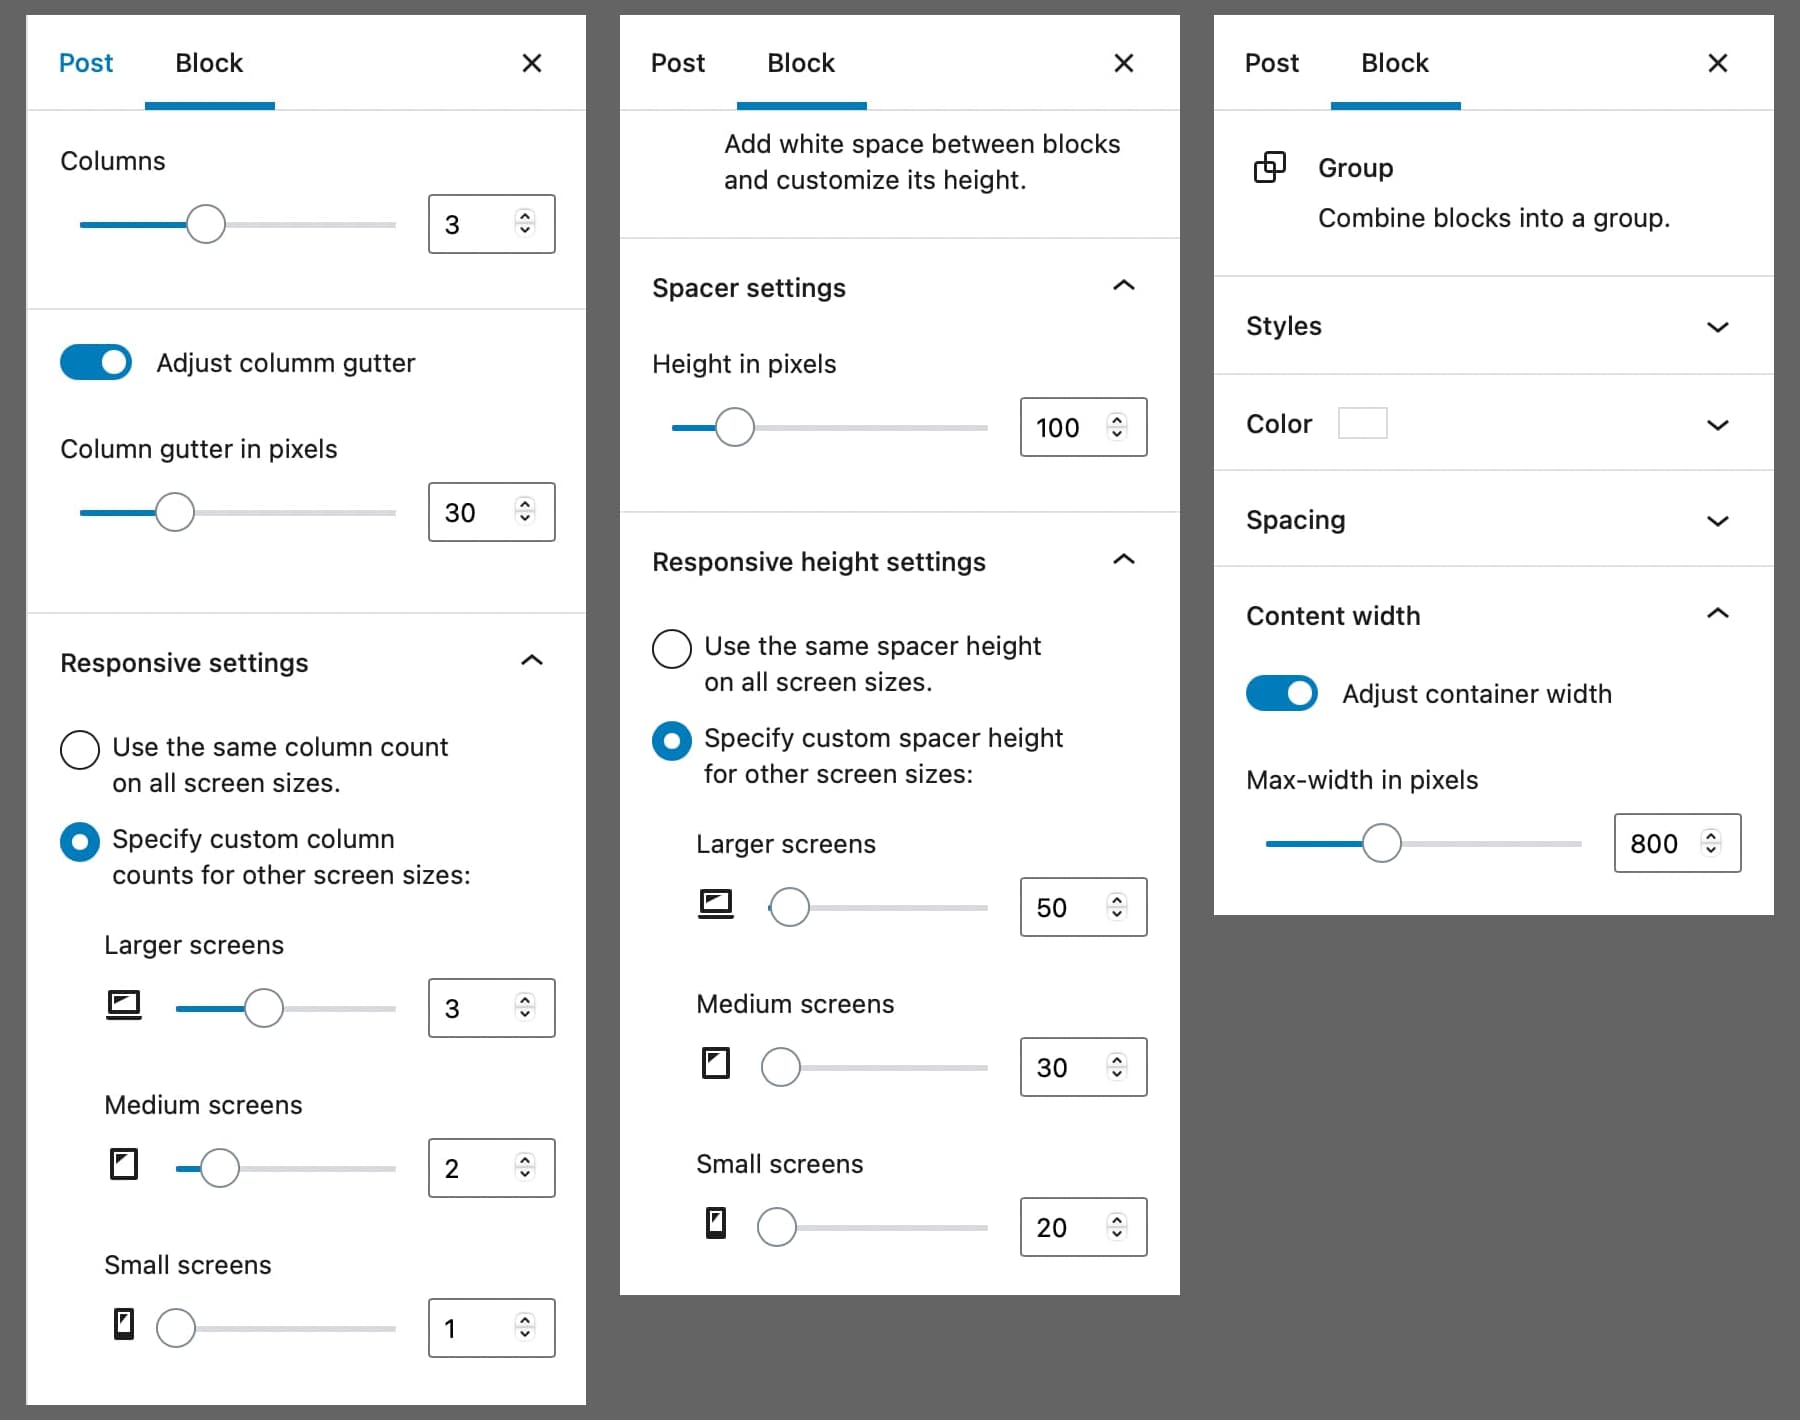 Post Block
Columns
3
Adjust columm gutter
Column gutter in pixels
30
Responsive settings
Use the same column count
on all screen sizes.
Specify custom column
counts for other screen sizes:
Larger screens
3
Medium screens
2
Small screens
1
Post Block
Add white space between blocks
and customize its height.
Spacer settings
Height in pixels
100
Responsive height settings
Use the same spacer height
on all screen sizes.
Specify custom spacer height
for other screen sizes:
Larger screens
50
Medium screens
30
Small screens
20
Post Block
Group
Combine blocks into a group.
Styles
Color
Spacing
Content width
Adjust container width
Max-width in pixels
800